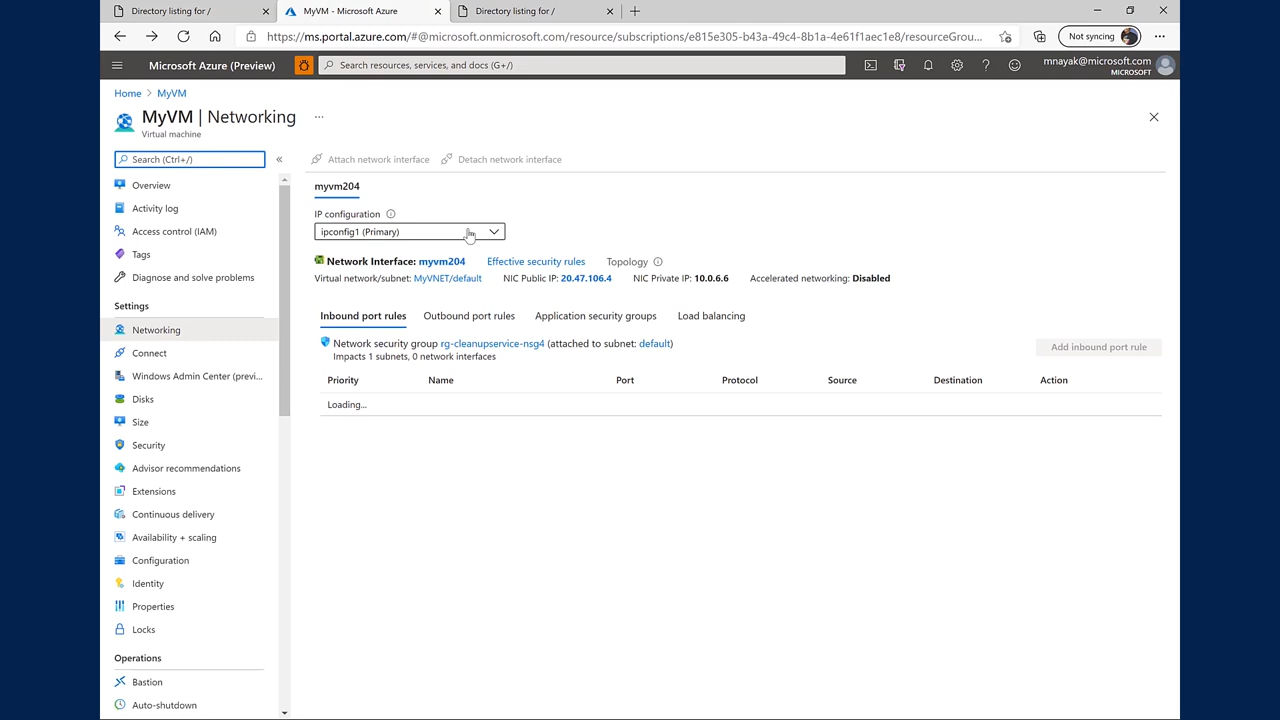 Directory listing for /
MyVM - Microsoft Azure
Directory listing for /
https://ms.portal.azure.com/#@microsoft.onmicrosoft.com/resource/subscriptions/e815e305-b43a-49c4-8b1a-4e61f1aec1e8/resourceGrou...
Not syncing
Microsoft Azure (Preview)
Search resources, services, and docs (G+/)
mnayak@microsoft.com
MICROSOFT
Home > MyVM
MyVM | Networking ...
Virtual machine
Search (Ctrl+/)
«
Overview
Activity log
Access control (IAM)
Tags
Diagnose and solve problems
Settings
Networking
Connect
Windows Admin Center (previ...
Disks
Size
Security
Advisor recommendations
Extensions
Continuous delivery
Availability + scaling
Configuration
Identity
Properties
Locks
Operations
Bastion
Auto-shutdown
Attach network interface
Detach network interface
myvm204
IP configuration
ipconfig1 (Primary)
Network Interface: myvm204 Effective security rules Topology
Virtual network/subnet: MyVNET/default NIC Public IP: 20.47.106.4 NIC Private IP: 10.0.6.6 Accelerated networking: Disabled
Inbound port rules Outbound port rules Application security groups Load balancing
Network security group rg-cleanupservice-nsg4 (attached to subnet: default)
Impacts 1 subnets, 0 network interfaces
Add inbound port rule
Priority Name Port Protocol Source Destination Action
Loading...